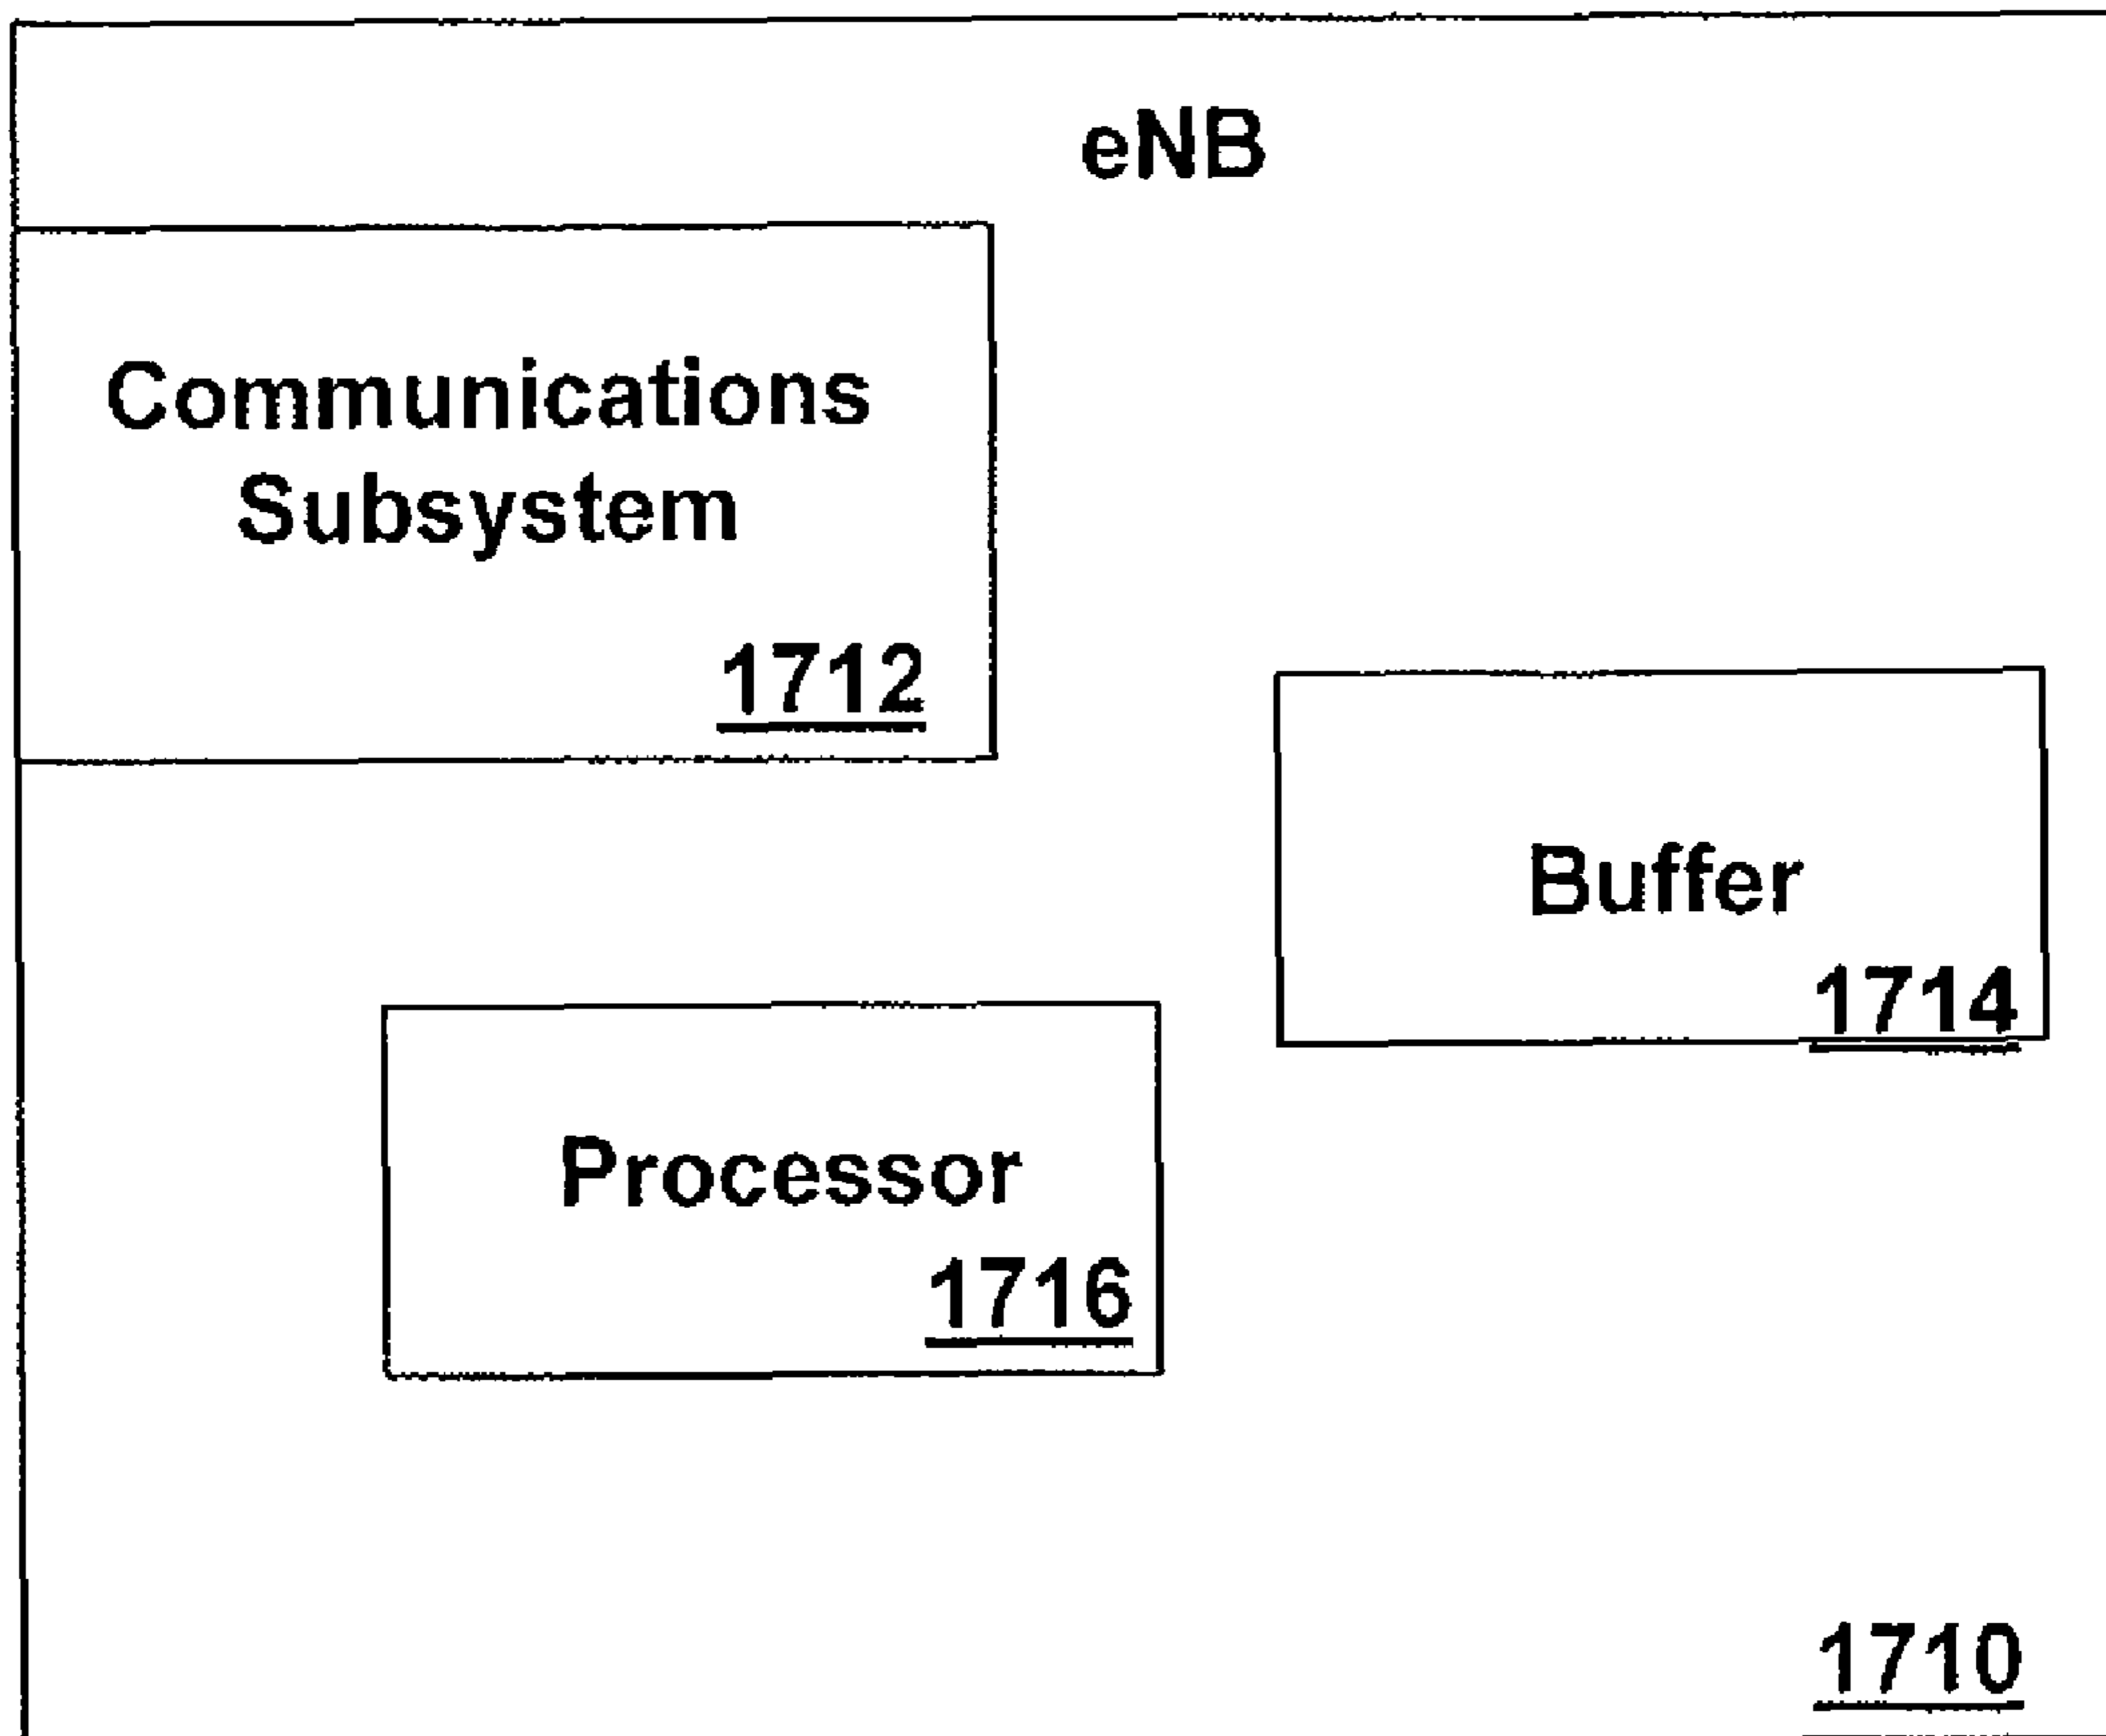 eNB
Communications
Subsystem
1712
Buffer
1714
Processor
1716
1710